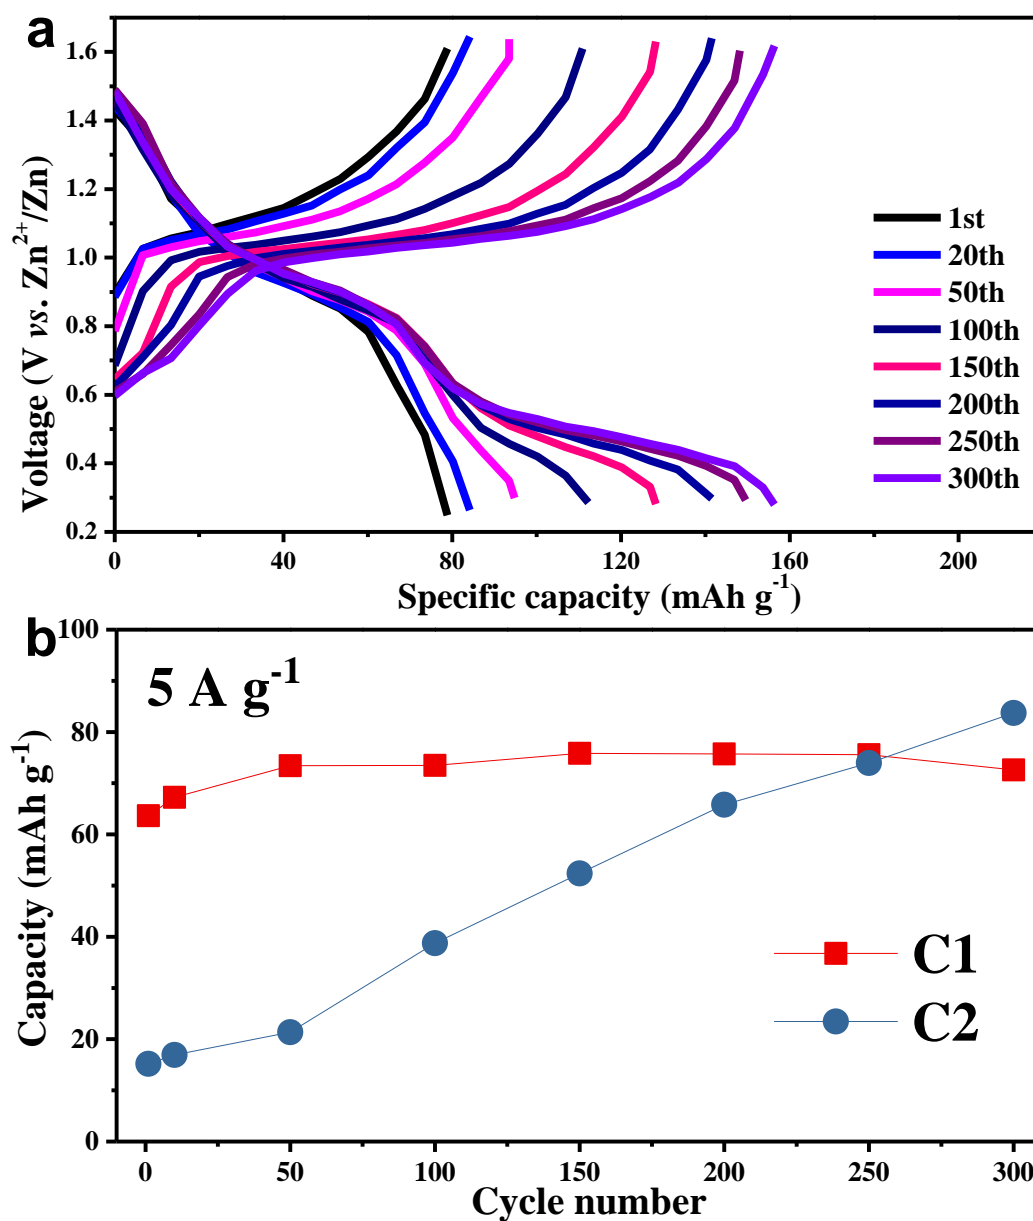 a
Voltage (V vs. Zn²⁺/Zn)
1.6
1.4
1.2
1.0
0.8
0.6
0.4
0.2
1st
20th
50th
100th
150th
200th
250th
300th
0 40 80 120 160 200
Specific capacity (mAh g⁻¹)
b
Capacity (mAh g⁻¹)
100
80
60
40
20
0
5 A g⁻¹
C1
C2
0 50 100 150 200 250 300
Cycle number